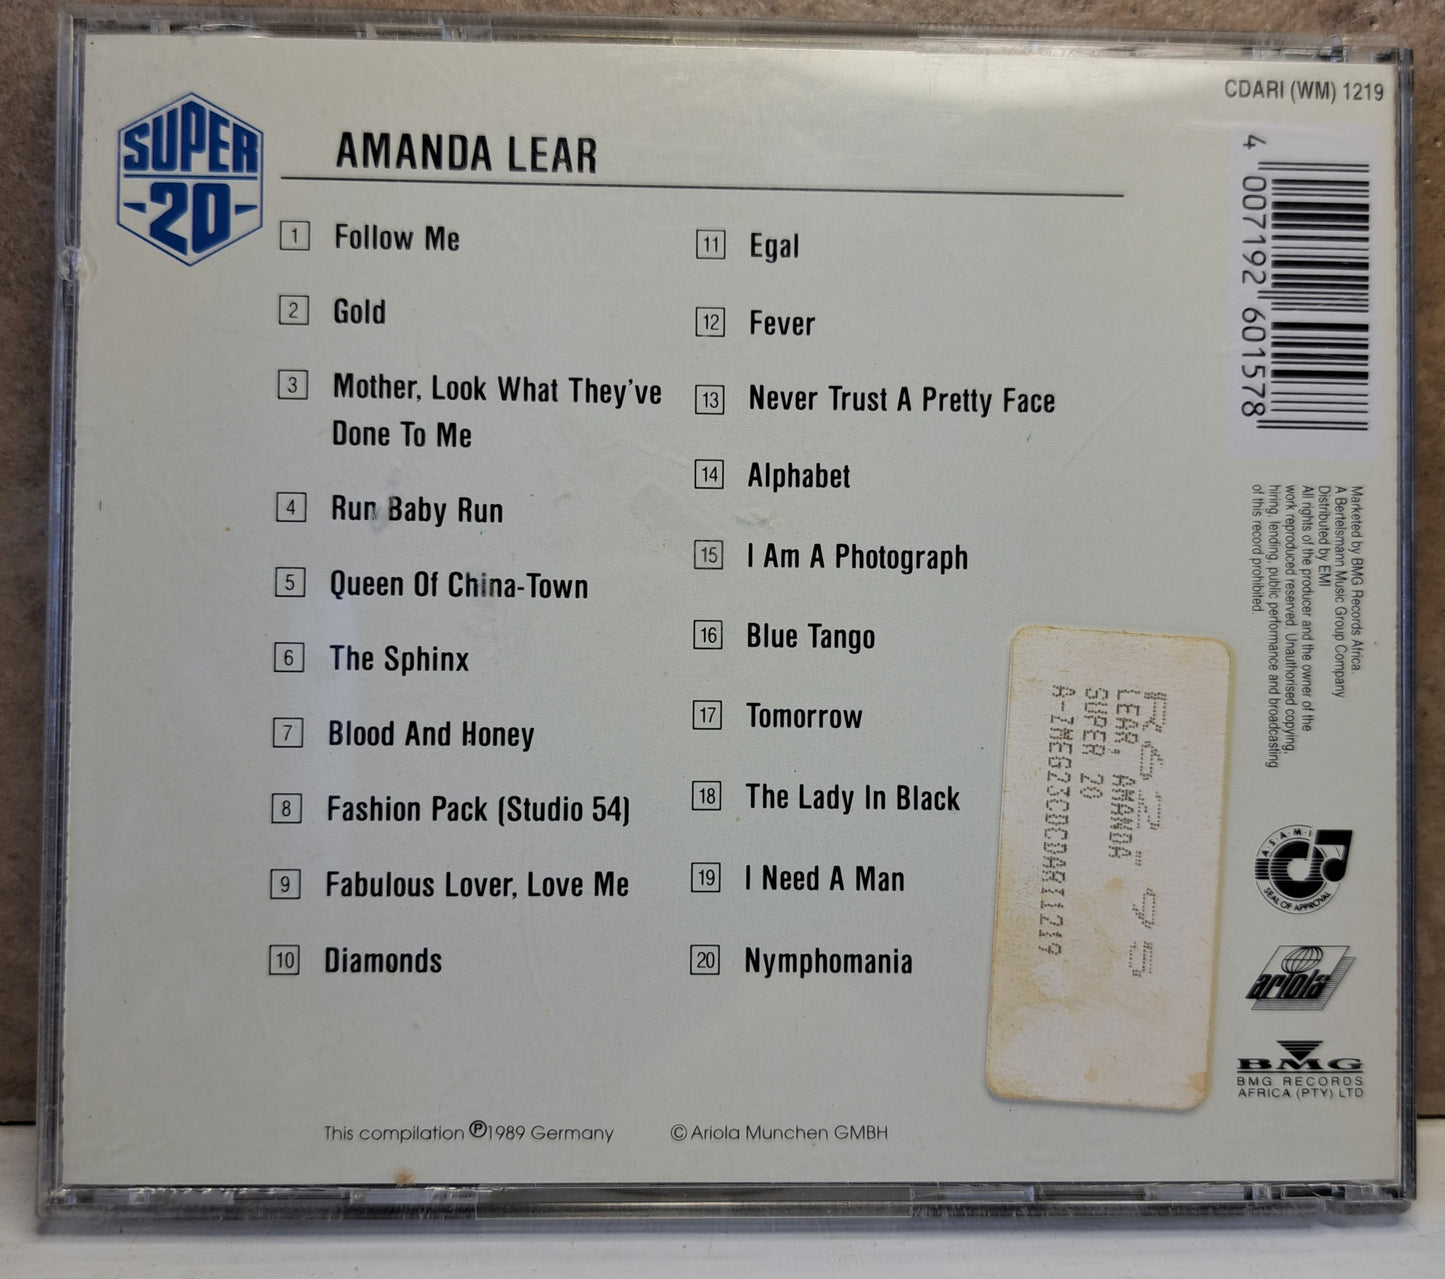 SUPER
-20-
AMANDA LEAR
CDARI (WM) 1219
1 Follow Me
2 Gold
3 Mother, Look What They've
Done To Me
4 Run Baby Run
5 Queen Of China-Town
6 The Sphinx
7 Blood And Honey
8 Fashion Pack (Studio 54)
9 Fabulous Lover, Love Me
10 Diamonds
11 Egal
12 Fever
13 Never Trust A Pretty Face
14 Alphabet
15 I Am A Photograph
16 Blue Tango
17 Tomorrow
18 The Lady In Black
19 I Need A Man
20 Nymphomania
This compilation Ⓟ1989 Germany
© Ariola Munchen GMBH
4 007192 601578
Marketed by BMG Records Africa.
A Bertelsmann Music Group Company
Distributed by EMI
All rights of the producer and the owner of the
work reproduced reserved. Unauthorised copying,
hiring, lending, public performance and broadcasting
of this record prohibited.
R62.95
LEAR, AMANDA
SUPER 20
A-IMEG23CDCDARI1219
A·S·A·M·I
SEAL OF APPROVAL
ariola
BMG
BMG RECORDS
AFRICA (PTY) LTD